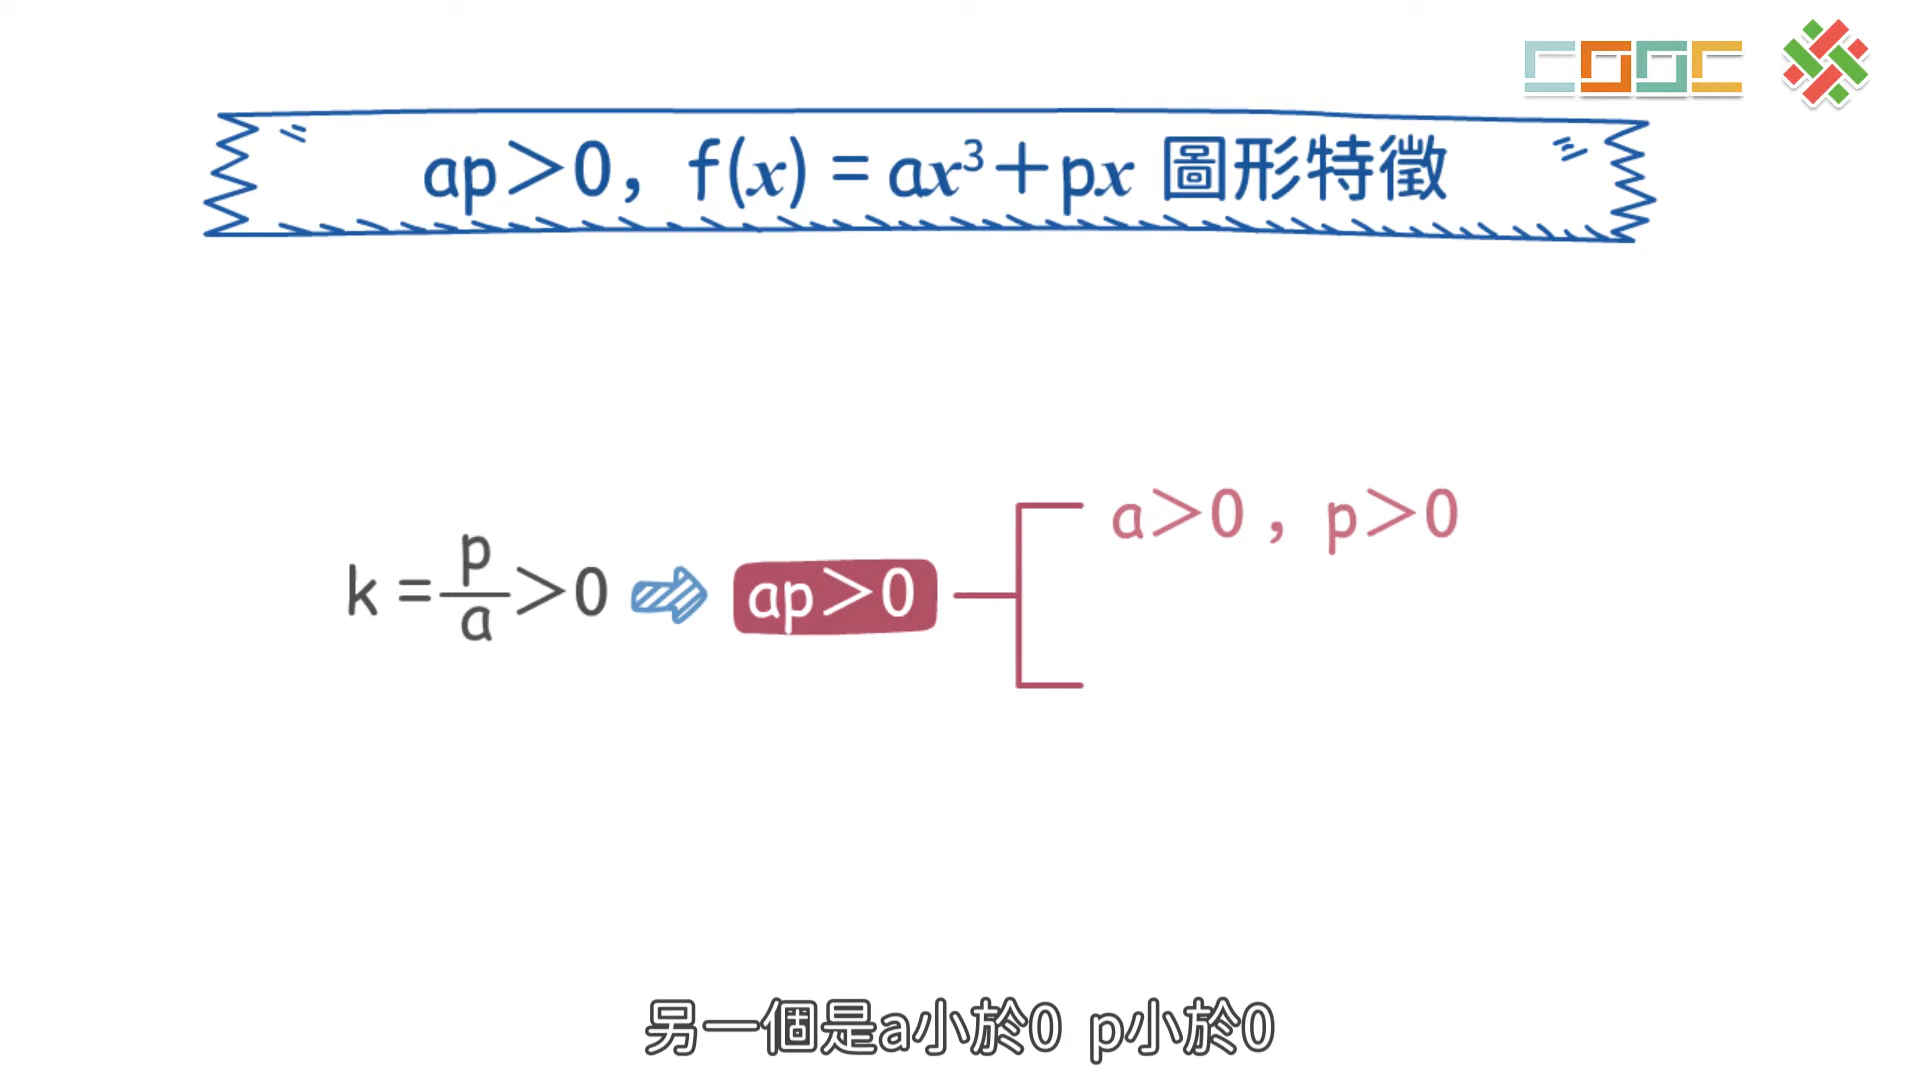 COOC
ap>0，f(x) = ax³+px 圖形特徵
a>0，p>0
k = p/a >0 ap>0
另一個是a小於0 p小於0